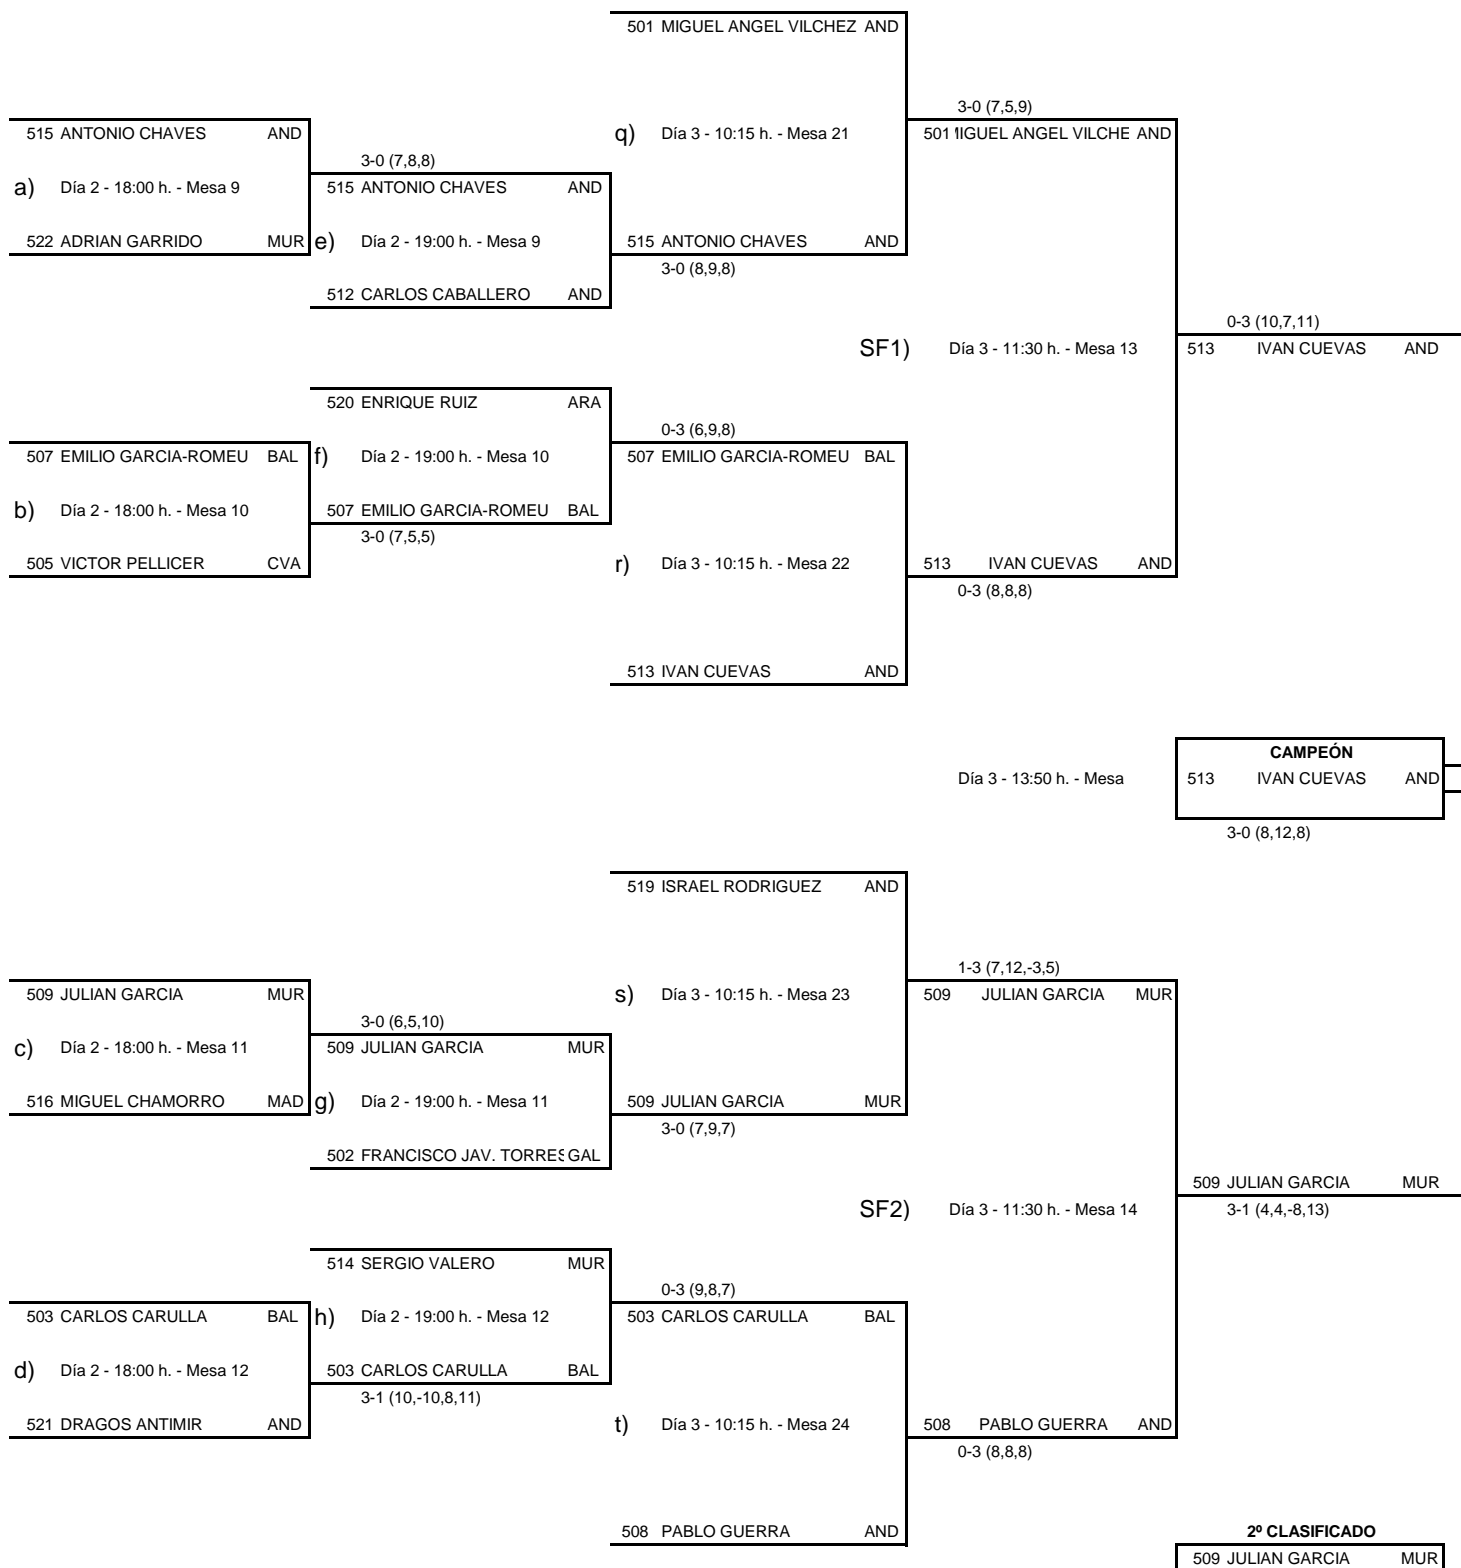 501 MIGUEL ANGEL VILCHEZ AND
3-0 (7,5,9)
515 ANTONIO CHAVES AND
q) Día 3 - 10:15 h. - Mesa 21
501 MIGUEL ANGEL VILCHE AND
3-0 (7,8,8)
a) Día 2 - 18:00 h. - Mesa 9
515 ANTONIO CHAVES AND
522 ADRIAN GARRIDO MUR
e) Día 2 - 19:00 h. - Mesa 9
515 ANTONIO CHAVES AND
3-0 (8,9,8)
512 CARLOS CABALLERO AND
0-3 (10,7,11)
SF1) Día 3 - 11:30 h. - Mesa 13
513 IVAN CUEVAS AND
520 ENRIQUE RUIZ ARA
0-3 (6,9,8)
507 EMILIO GARCIA-ROMEU BAL
f) Día 2 - 19:00 h. - Mesa 10
507 EMILIO GARCIA-ROMEU BAL
b) Día 2 - 18:00 h. - Mesa 10
507 EMILIO GARCIA-ROMEU BAL
3-0 (7,5,5)
505 VICTOR PELLICER CVA
r) Día 3 - 10:15 h. - Mesa 22
513 IVAN CUEVAS AND
0-3 (8,8,8)
513 IVAN CUEVAS AND
CAMPEÓN
Día 3 - 13:50 h. - Mesa
513 IVAN CUEVAS AND
3-0 (8,12,8)
519 ISRAEL RODRIGUEZ AND
1-3 (7,12,-3,5)
509 JULIAN GARCIA MUR
s) Día 3 - 10:15 h. - Mesa 23
509 JULIAN GARCIA MUR
3-0 (6,5,10)
c) Día 2 - 18:00 h. - Mesa 11
509 JULIAN GARCIA MUR
516 MIGUEL CHAMORRO MAD
g) Día 2 - 19:00 h. - Mesa 11
509 JULIAN GARCIA MUR
3-0 (7,9,7)
502 FRANCISCO JAV. TORRES GAL
509 JULIAN GARCIA MUR
SF2) Día 3 - 11:30 h. - Mesa 14
3-1 (4,4,-8,13)
514 SERGIO VALERO MUR
0-3 (9,8,7)
503 CARLOS CARULLA BAL
h) Día 2 - 19:00 h. - Mesa 12
503 CARLOS CARULLA BAL
d) Día 2 - 18:00 h. - Mesa 12
503 CARLOS CARULLA BAL
3-1 (10,-10,8,11)
521 DRAGOS ANTIMIR AND
t) Día 3 - 10:15 h. - Mesa 24
508 PABLO GUERRA AND
0-3 (8,8,8)
508 PABLO GUERRA AND
2º CLASIFICADO
509 JULIAN GARCIA MUR